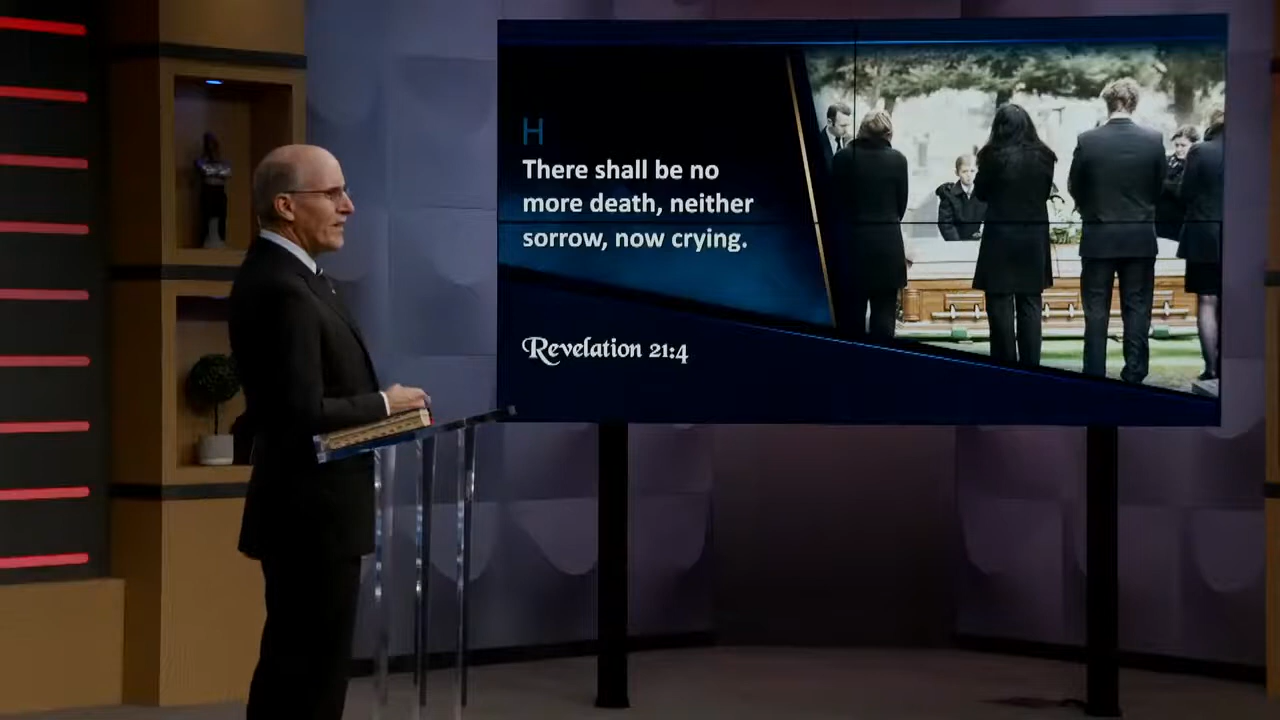 H
There shall be no
more death, neither
sorrow, now crying.
Revelation 21:4